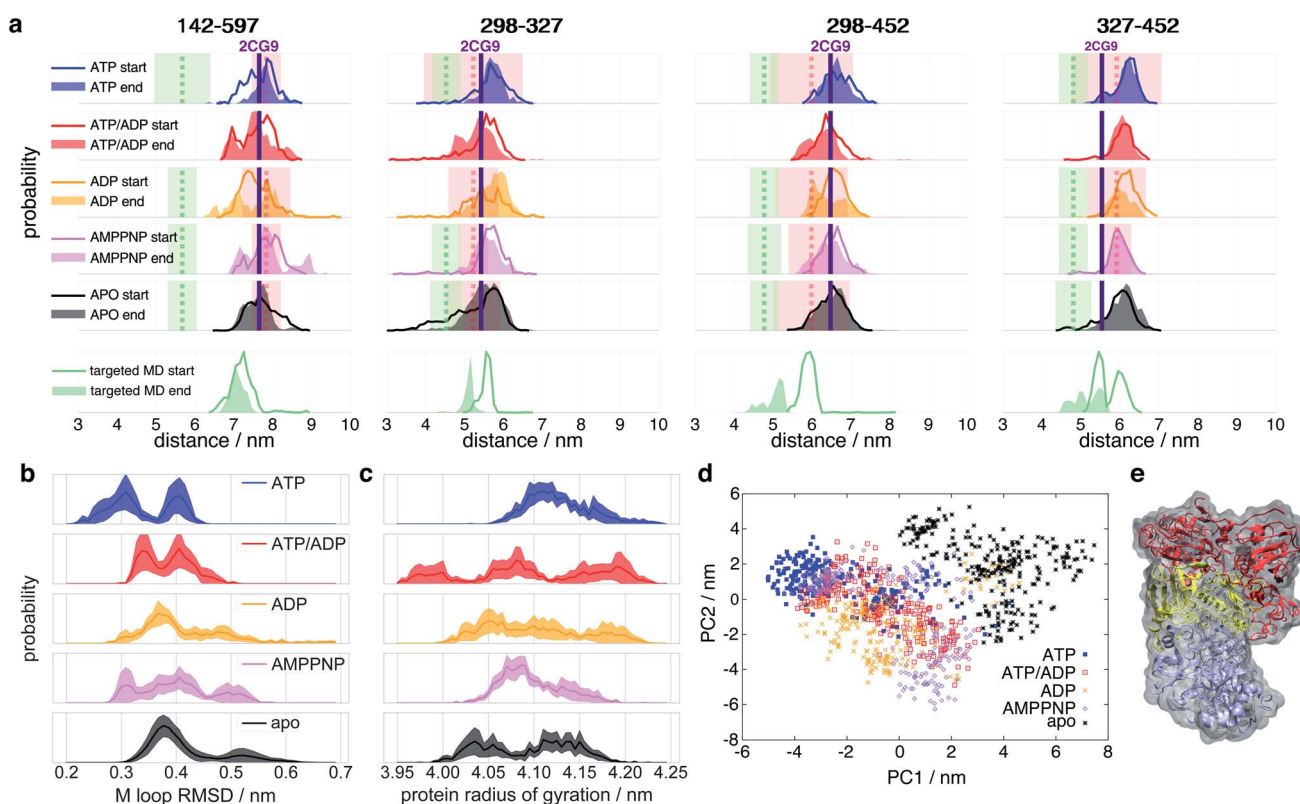 a
142-597 298-327 298-452 327-452
2CG9 2CG9 2CG9 2CG9
probability
ATP start
ATP end
ATP/ADP start
ATP/ADP end
ADP start
ADP end
AMPPNP start
AMPPNP end
APO start
APO end
targeted MD start
targeted MD end
3 4 5 6 7 8 9 10 3 4 5 6 7 8 9 10 3 4 5 6 7 8 9 10 3 4 5 6 7 8 9 10
distance / nm distance / nm distance / nm distance / nm
b
probability
ATP
ATP/ADP
ADP
AMPPNP
apo
0.2 0.3 0.4 0.5 0.6 0.7
M loop RMSD / nm
c
3.95 4.00 4.05 4.10 4.15 4.20 4.25
protein radius of gyration / nm
d
PC2 / nm
6
4
2
0
-2
-4
-6
-8
ATP
ATP/ADP
ADP
AMPPNP
apo
-6 -4 -2 0 2 4 6 8
PC1 / nm
e